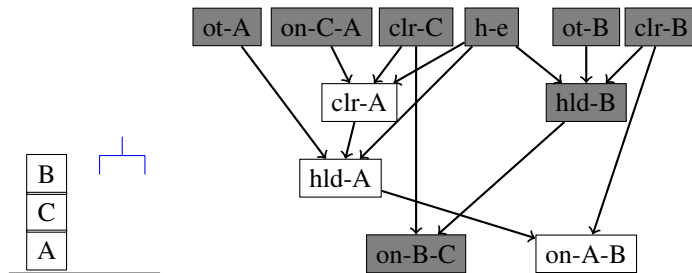 ot-A on-C-A clr-C h-e ot-B clr-B
clr-A hld-B
B
hld-A
C
A
on-B-C on-A-B